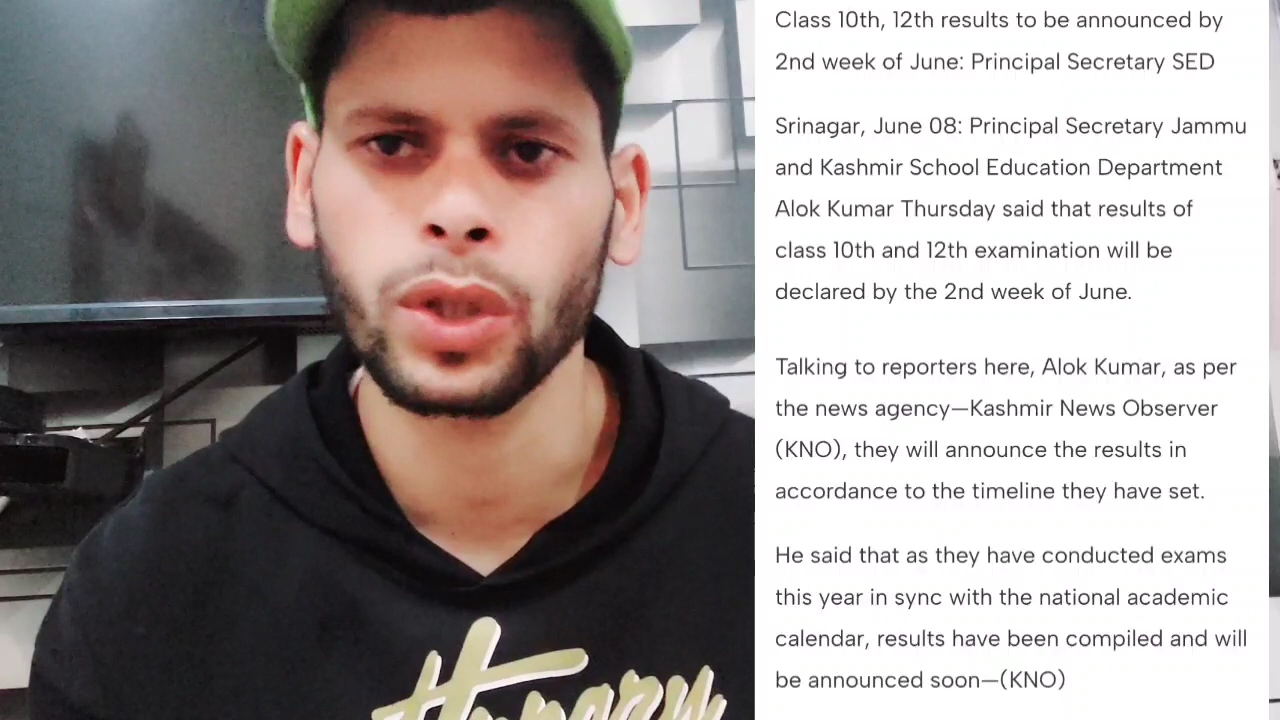 Class 10th, 12th results to be announced by
2nd week of June: Principal Secretary SED
Srinagar, June 08: Principal Secretary Jammu
and Kashmir School Education Department
Alok Kumar Thursday said that results of
class 10th and 12th examination will be
declared by the 2nd week of June.
Talking to reporters here, Alok Kumar, as per
the news agency—Kashmir News Observer
(KNO), they will announce the results in
accordance to the timeline they have set.
He said that as they have conducted exams
this year in sync with the national academic
calendar, results have been compiled and will
be announced soon—(KNO)
Hungry